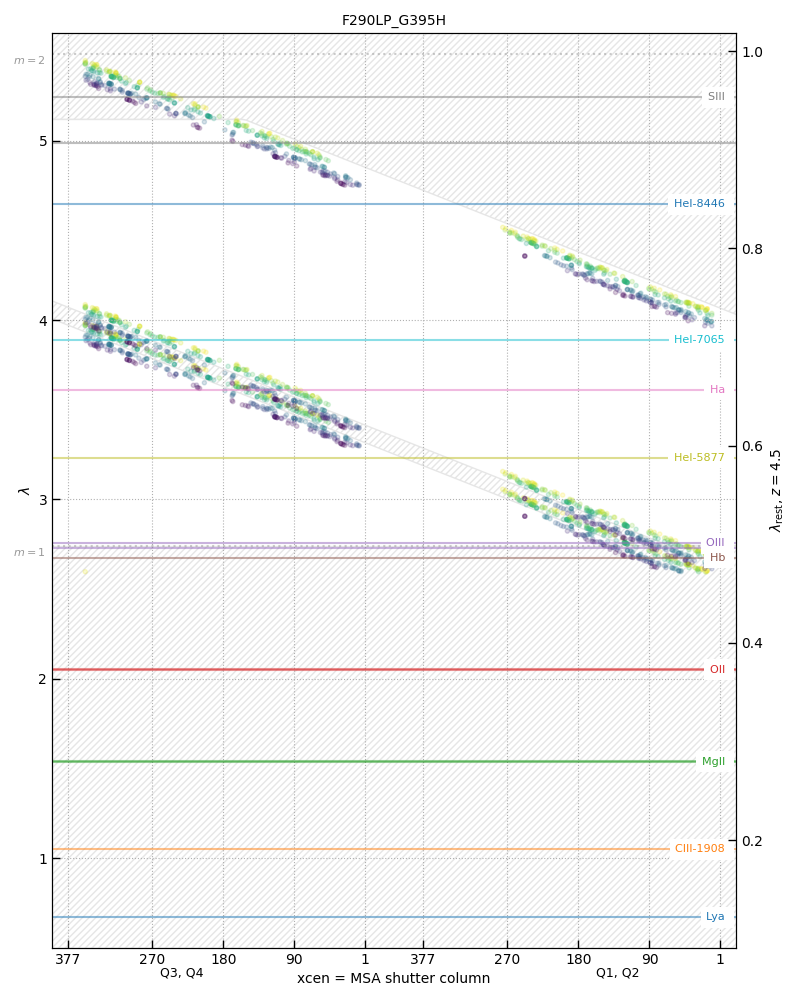 F290LP_G395H
m = 2
1.0
SIII
5
HeI-8446
0.8
4
HeI-7065
Ha
0.6
HeI-5877
λ
λrest, z = 4.5
3
OIII
m = 1
Hb
0.4
OII
2
MgII
0.2
CIII-1908
1
Lya
377 270 180 90 1 377 270 180 90 1
Q3, Q4 Q1, Q2
xcen = MSA shutter column